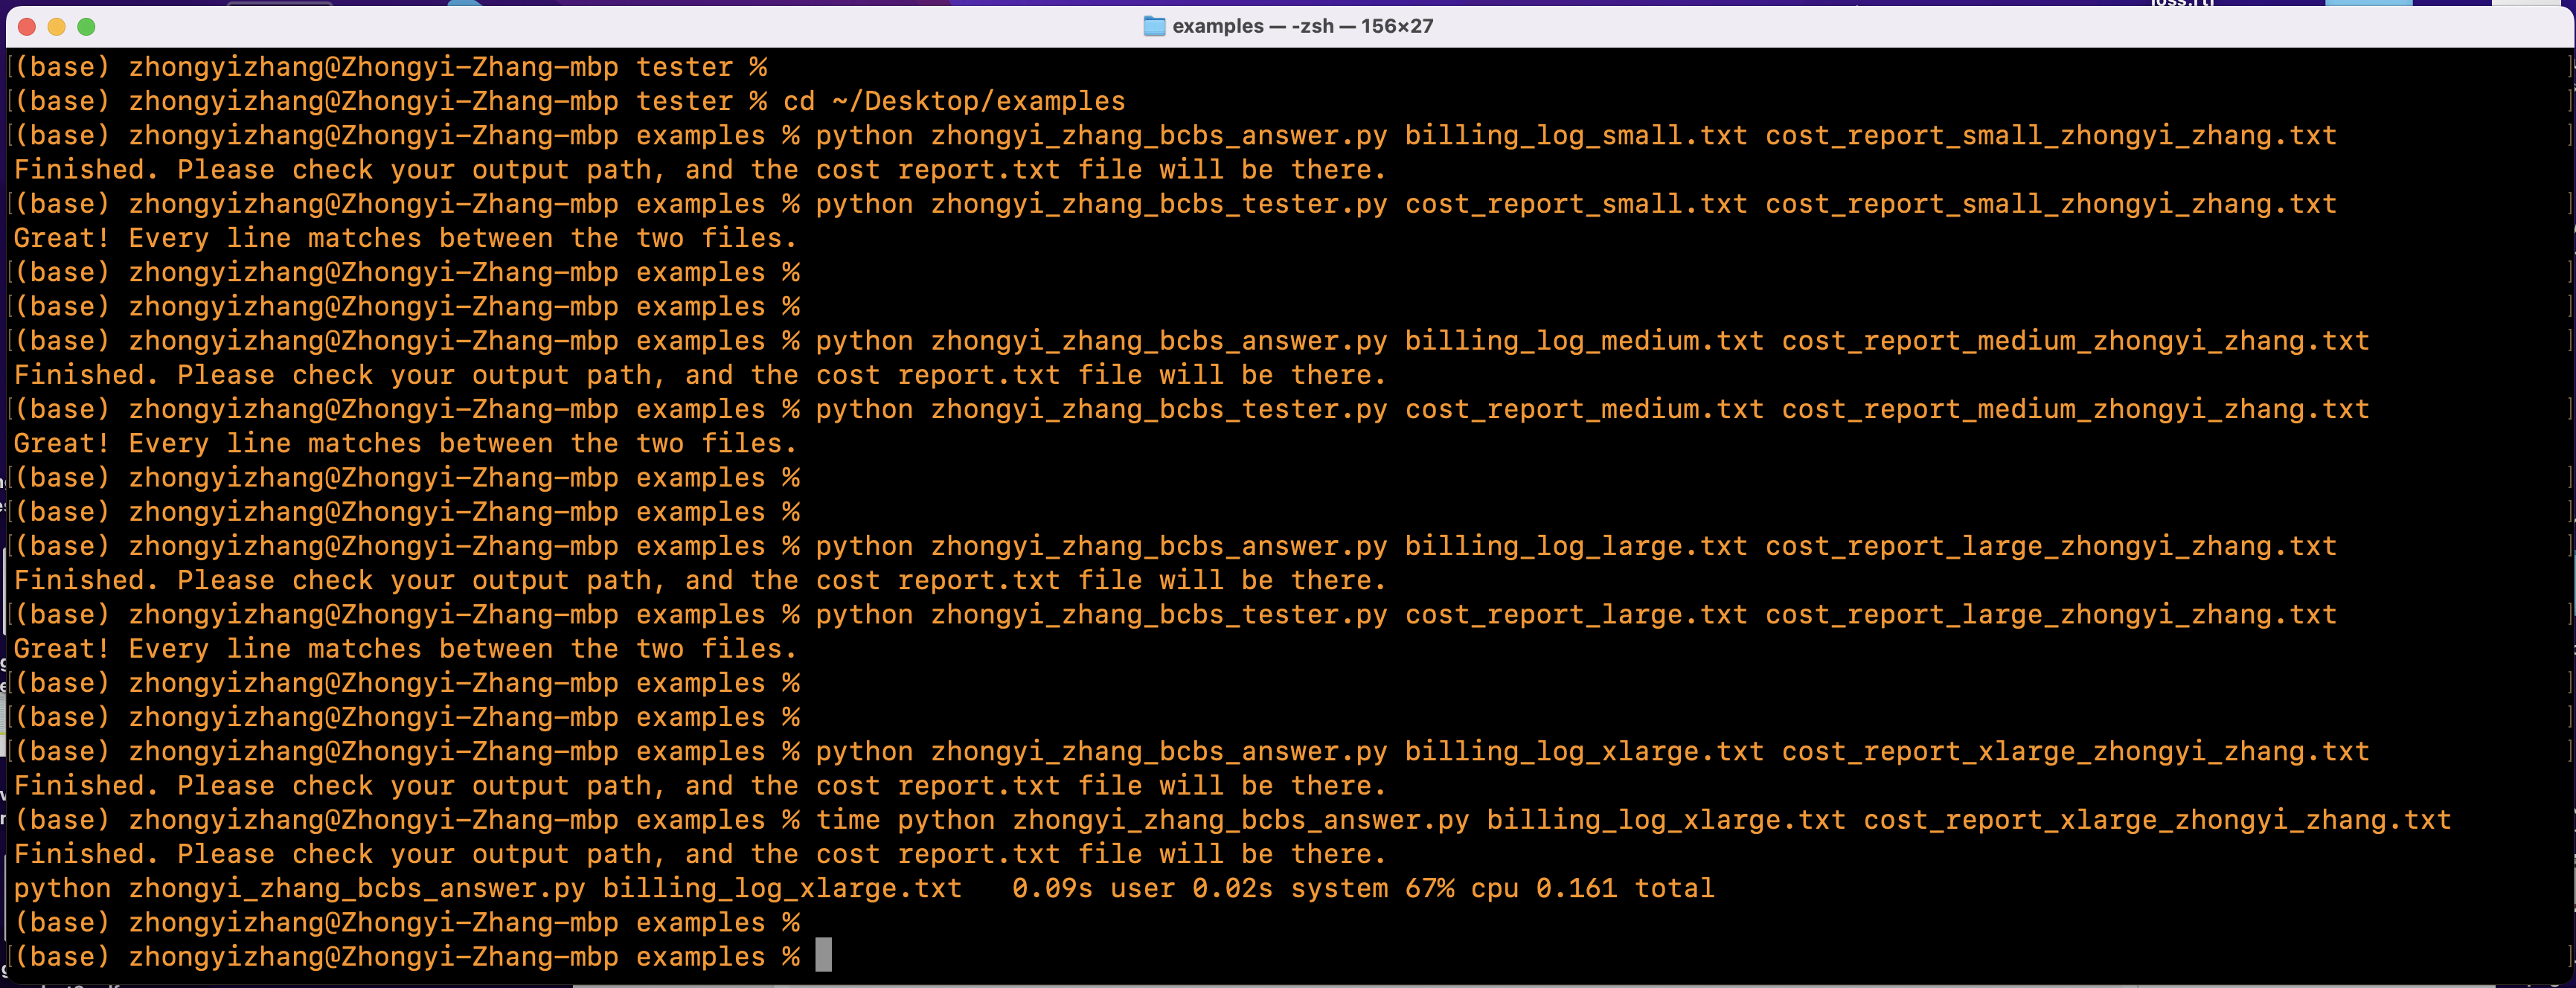 loss.rtf
examples — -zsh — 156×27
(base) zhongyizhang@Zhongyi-Zhang-mbp tester %
(base) zhongyizhang@Zhongyi-Zhang-mbp tester % cd ~/Desktop/examples
(base) zhongyizhang@Zhongyi-Zhang-mbp examples % python zhongyi_zhang_bcbs_answer.py billing_log_small.txt cost_report_small_zhongyi_zhang.txt
Finished. Please check your output path, and the cost report.txt file will be there.
(base) zhongyizhang@Zhongyi-Zhang-mbp examples % python zhongyi_zhang_bcbs_tester.py cost_report_small.txt cost_report_small_zhongyi_zhang.txt
Great! Every line matches between the two files.
(base) zhongyizhang@Zhongyi-Zhang-mbp examples %
(base) zhongyizhang@Zhongyi-Zhang-mbp examples %
(base) zhongyizhang@Zhongyi-Zhang-mbp examples % python zhongyi_zhang_bcbs_answer.py billing_log_medium.txt cost_report_medium_zhongyi_zhang.txt
Finished. Please check your output path, and the cost report.txt file will be there.
(base) zhongyizhang@Zhongyi-Zhang-mbp examples % python zhongyi_zhang_bcbs_tester.py cost_report_medium.txt cost_report_medium_zhongyi_zhang.txt
Great! Every line matches between the two files.
(base) zhongyizhang@Zhongyi-Zhang-mbp examples %
(base) zhongyizhang@Zhongyi-Zhang-mbp examples %
(base) zhongyizhang@Zhongyi-Zhang-mbp examples % python zhongyi_zhang_bcbs_answer.py billing_log_large.txt cost_report_large_zhongyi_zhang.txt
Finished. Please check your output path, and the cost report.txt file will be there.
(base) zhongyizhang@Zhongyi-Zhang-mbp examples % python zhongyi_zhang_bcbs_tester.py cost_report_large.txt cost_report_large_zhongyi_zhang.txt
Great! Every line matches between the two files.
(base) zhongyizhang@Zhongyi-Zhang-mbp examples %
(base) zhongyizhang@Zhongyi-Zhang-mbp examples %
(base) zhongyizhang@Zhongyi-Zhang-mbp examples % python zhongyi_zhang_bcbs_answer.py billing_log_xlarge.txt cost_report_xlarge_zhongyi_zhang.txt
Finished. Please check your output path, and the cost report.txt file will be there.
(base) zhongyizhang@Zhongyi-Zhang-mbp examples % time python zhongyi_zhang_bcbs_answer.py billing_log_xlarge.txt cost_report_xlarge_zhongyi_zhang.txt
Finished. Please check your output path, and the cost report.txt file will be there.
python zhongyi_zhang_bcbs_answer.py billing_log_xlarge.txt   0.09s user 0.02s system 67% cpu 0.161 total
(base) zhongyizhang@Zhongyi-Zhang-mbp examples %
(base) zhongyizhang@Zhongyi-Zhang-mbp examples %